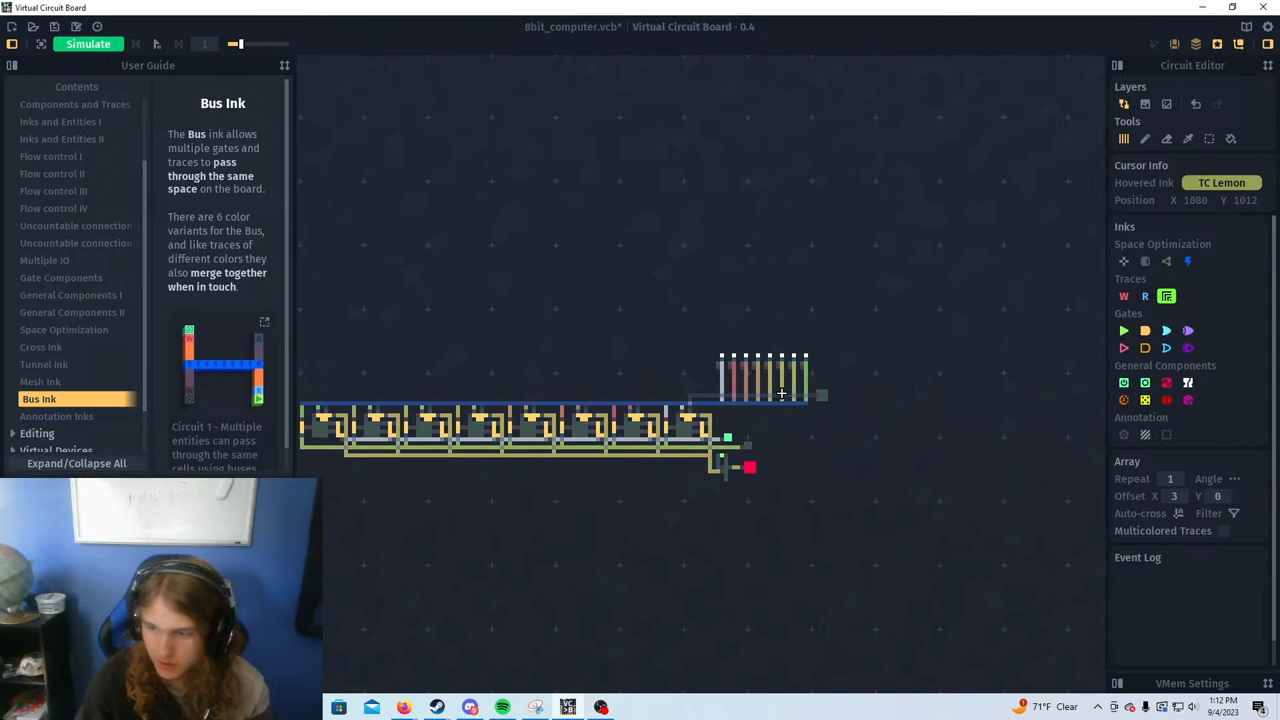 Virtual Circuit Board
8bit_computer.vcb* | Virtual Circuit Board - 0.4
Simulate
1
User Guide
Contents
Components and Traces
Inks and Entities I
Inks and Entities II
Flow control I
Flow control II
Flow control III
Flow control IV
Uncountable connection
Uncountable connection
Multiple IO
Gate Components
General Components I
General Components II
Space Optimization
Cross Ink
Tunnel Ink
Mesh Ink
Bus Ink
Annotation Inks
Editing
Virtual Devices
Expand/Collapse All
Bus Ink
The Bus ink allows
multiple gates and
traces to pass
through the same
space on the board.
There are 6 color
variants for the Bus,
and like traces of
different colors they
also merge together
when in touch.
Circuit 1 - Multiple
entities can pass
through the same
cells using buses
Circuit Editor
Layers
Tools
Cursor Info
Hovered Ink TC Lemon
Position X 1080 Y 1012
Inks
Space Optimization
Traces
W R
Gates
General Components
Annotation
Array
Repeat 1 Angle
Offset X 3 Y 0
Auto-cross Filter
Multicolored Traces
Event Log
VMem Settings
71°F Clear
1:12 PM
9/4/2023